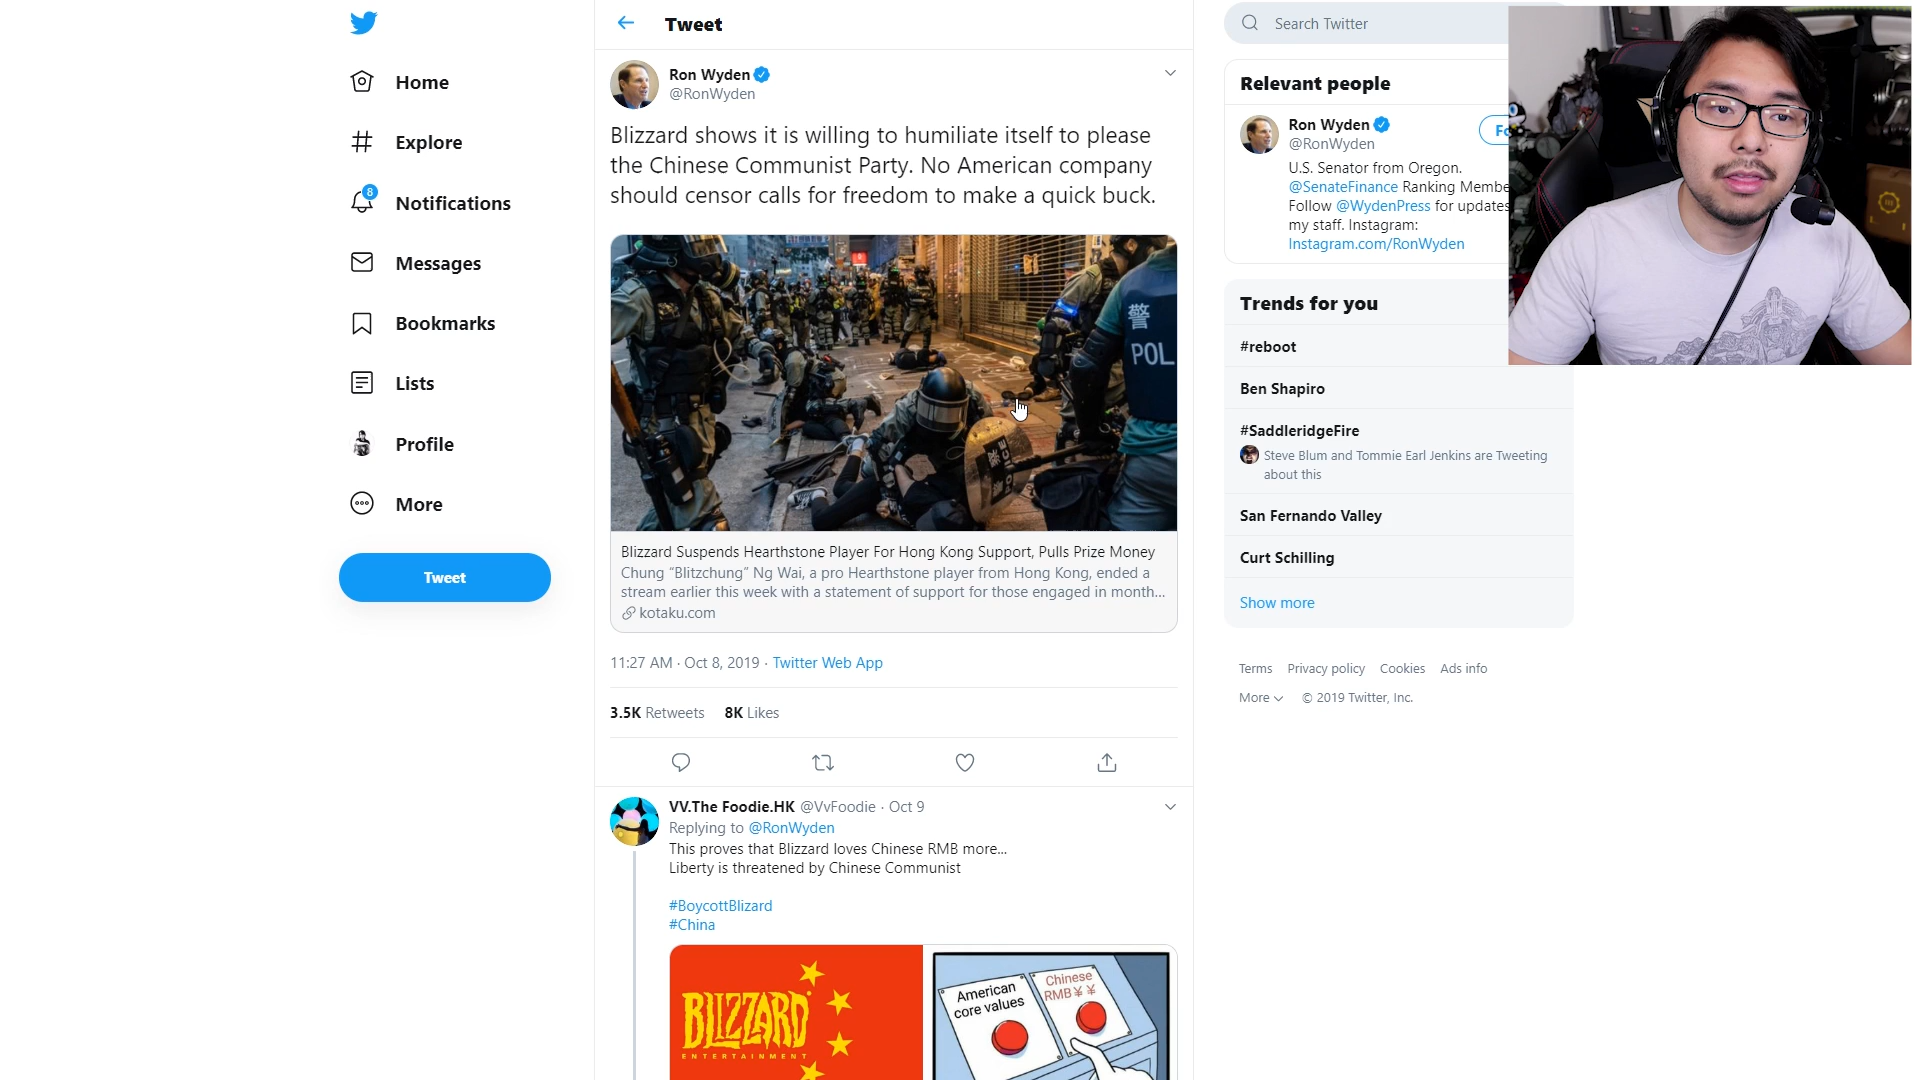 Home
Explore
8
Notifications
Messages
Bookmarks
Lists
Profile
More
Tweet
Tweet
Ron Wyden
@RonWyden
Blizzard shows it is willing to humiliate itself to please
the Chinese Communist Party. No American company
should censor calls for freedom to make a quick buck.
警
POL
POLICE
Blizzard Suspends Hearthstone Player For Hong Kong Support, Pulls Prize Money
Chung “Blitzchung” Ng Wai, a pro Hearthstone player from Hong Kong, ended a
stream earlier this week with a statement of support for those engaged in month...
kotaku.com
11:27 AM · Oct 8, 2019 · Twitter Web App
3.5K Retweets 8K Likes
VV.The Foodie.HK @VvFoodie · Oct 9
Replying to @RonWyden
This proves that Blizzard loves Chinese RMB more...
Liberty is threatened by Chinese Communist
#BoycottBlizard
#China
BLIZZARD
ENTERTAINMENT
American
core values
Chinese
RMB¥¥
Search Twitter
Relevant people
Ron Wyden
Fo
@RonWyden
U.S. Senator from Oregon.
@SenateFinance Ranking Membe
Follow @WydenPress for updates
my staff. Instagram:
Instagram.com/RonWyden
Trends for you
#reboot
Ben Shapiro
#SaddleridgeFire
Steve Blum and Tommie Earl Jenkins are Tweeting
about this
San Fernando Valley
Curt Schilling
Show more
Terms Privacy policy Cookies Ads info
More © 2019 Twitter, Inc.